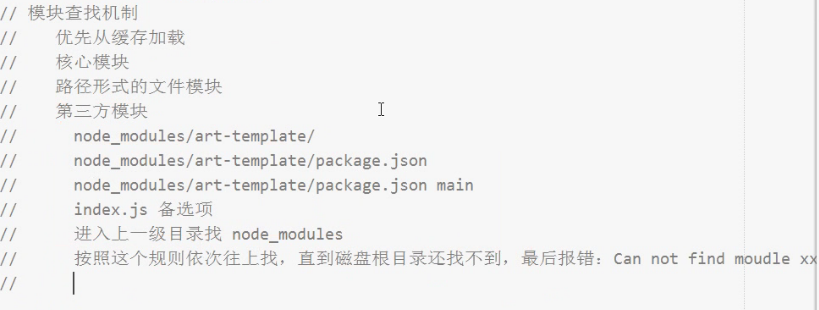 // 模块查找机制
//    优先从缓存加载
//    核心模块
//    路径形式的文件模块
//    第三方模块
//      node_modules/art-template/
//      node_modules/art-template/package.json
//      node_modules/art-template/package.json main
//      index.js 备选项
//      进入上一级目录找 node_modules
//      按照这个规则依次往上找，直到磁盘根目录还找不到，最后报错：Can not find moudle xx
//